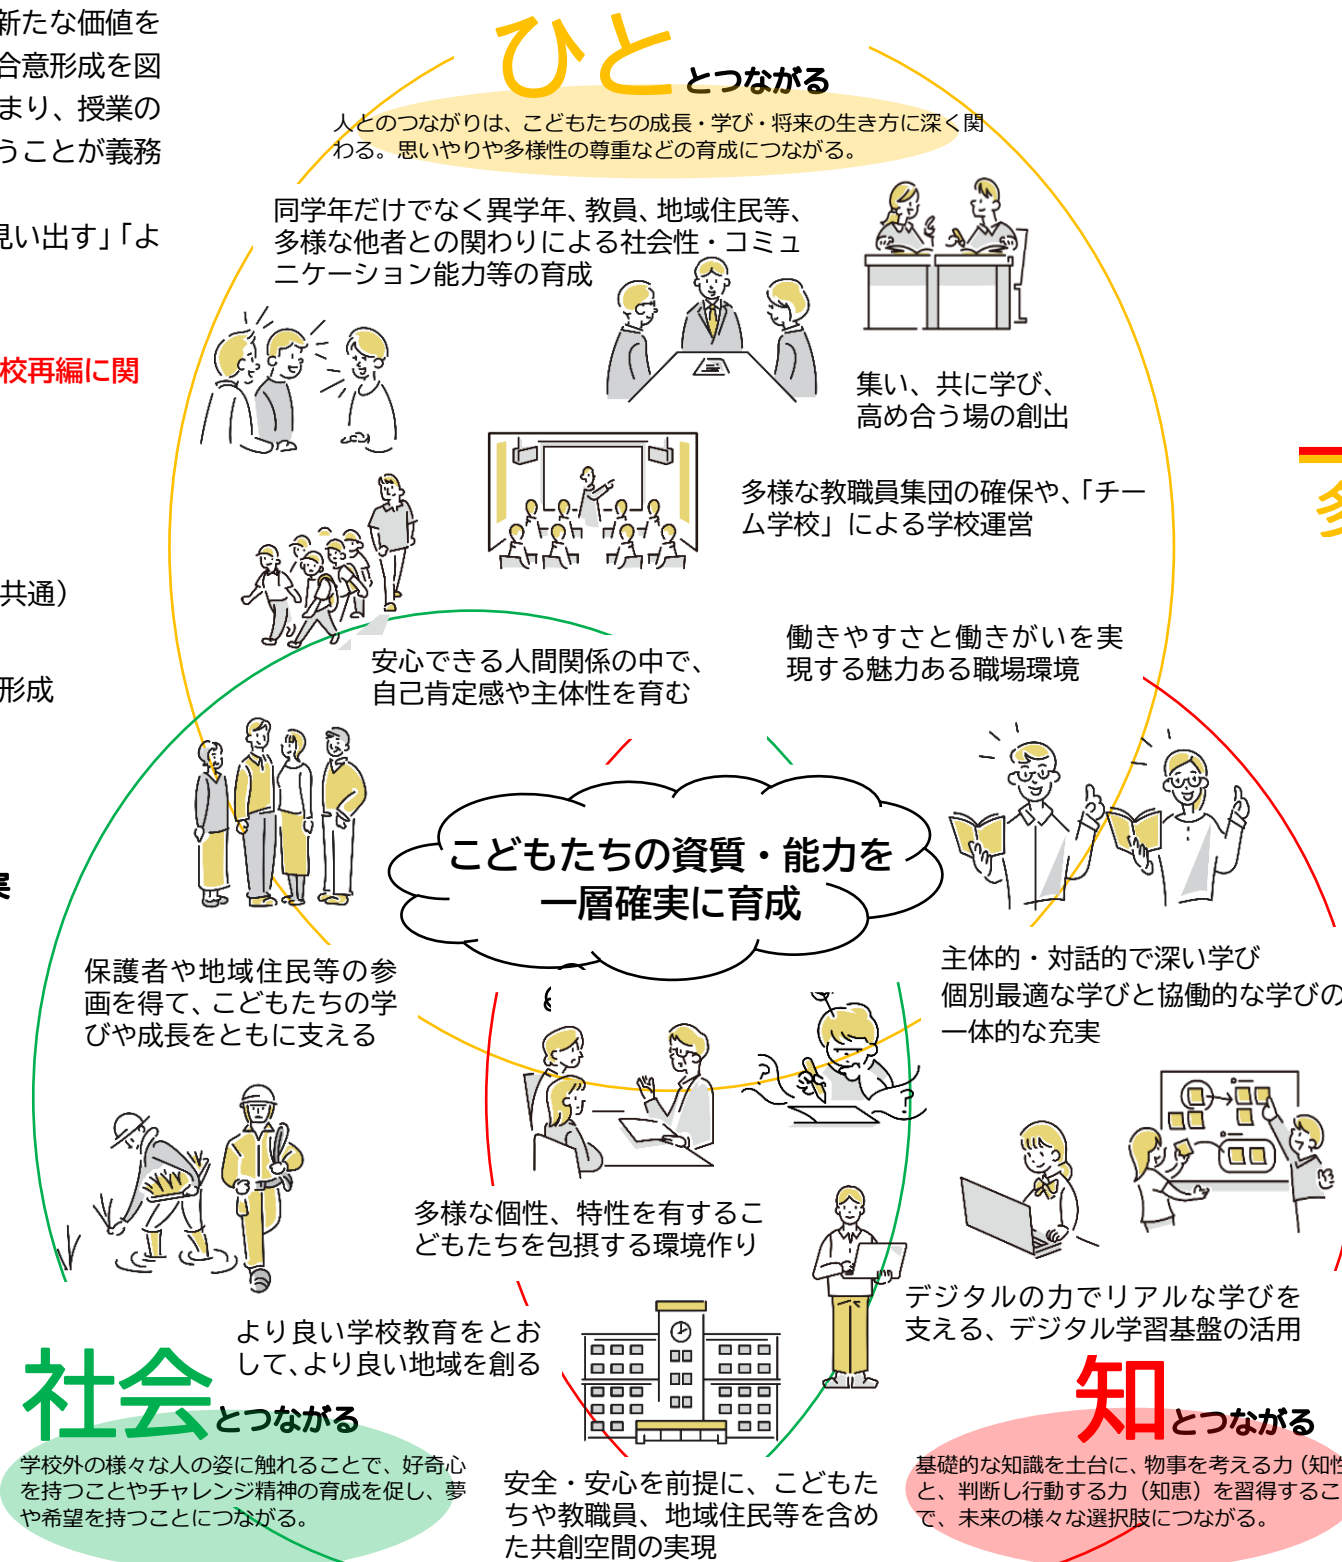 新たな価値を
合意形成を図
まり、授業の
うことが義務
見い出す」「よ
校再編に関
共通）
形成
ひととつながる
人とのつながりは、こどもたちの成長・学び・将来の生き方に深く関
わる。思いやりや多様性の尊重などの育成につながる。
同学年だけでなく異学年、教員、地域住民等、
多様な他者との関わりによる社会性・コミュ
ニケーション能力等の育成
集い、共に学び、
高め合う場の創出
多様な教職員集団の確保や、「チー
ム学校」による学校運営
安心できる人間関係の中で、
自己肯定感や主体性を育む
働きやすさと働きがいを実
現する魅力ある職場環境
こどもたちの資質・能力を
一層確実に育成
保護者や地域住民等の参
画を得て、こどもたちの学
びや成長をともに支える
主体的・対話的で深い学び
個別最適な学びと協働的な学びの
一体的な充実
多様な個性、特性を有するこ
どもたちを包摂する環境作り
デジタルの力でリアルな学びを
支える、デジタル学習基盤の活用
より良い学校教育をとお
して、より良い地域を創る
社会とつながる
学校外の様々な人の姿に触れることで、好奇心
を持つことやチャレンジ精神の育成を促し、夢
や希望を持つことにつながる。
安全・安心を前提に、こどもた
ちや教職員、地域住民等を含め
た共創空間の実現
知とつながる
基礎的な知識を土台に、物事を考える力（知性
と、判断し行動する力（知恵）を習得するこ
で、未来の様々な選択肢につながる。